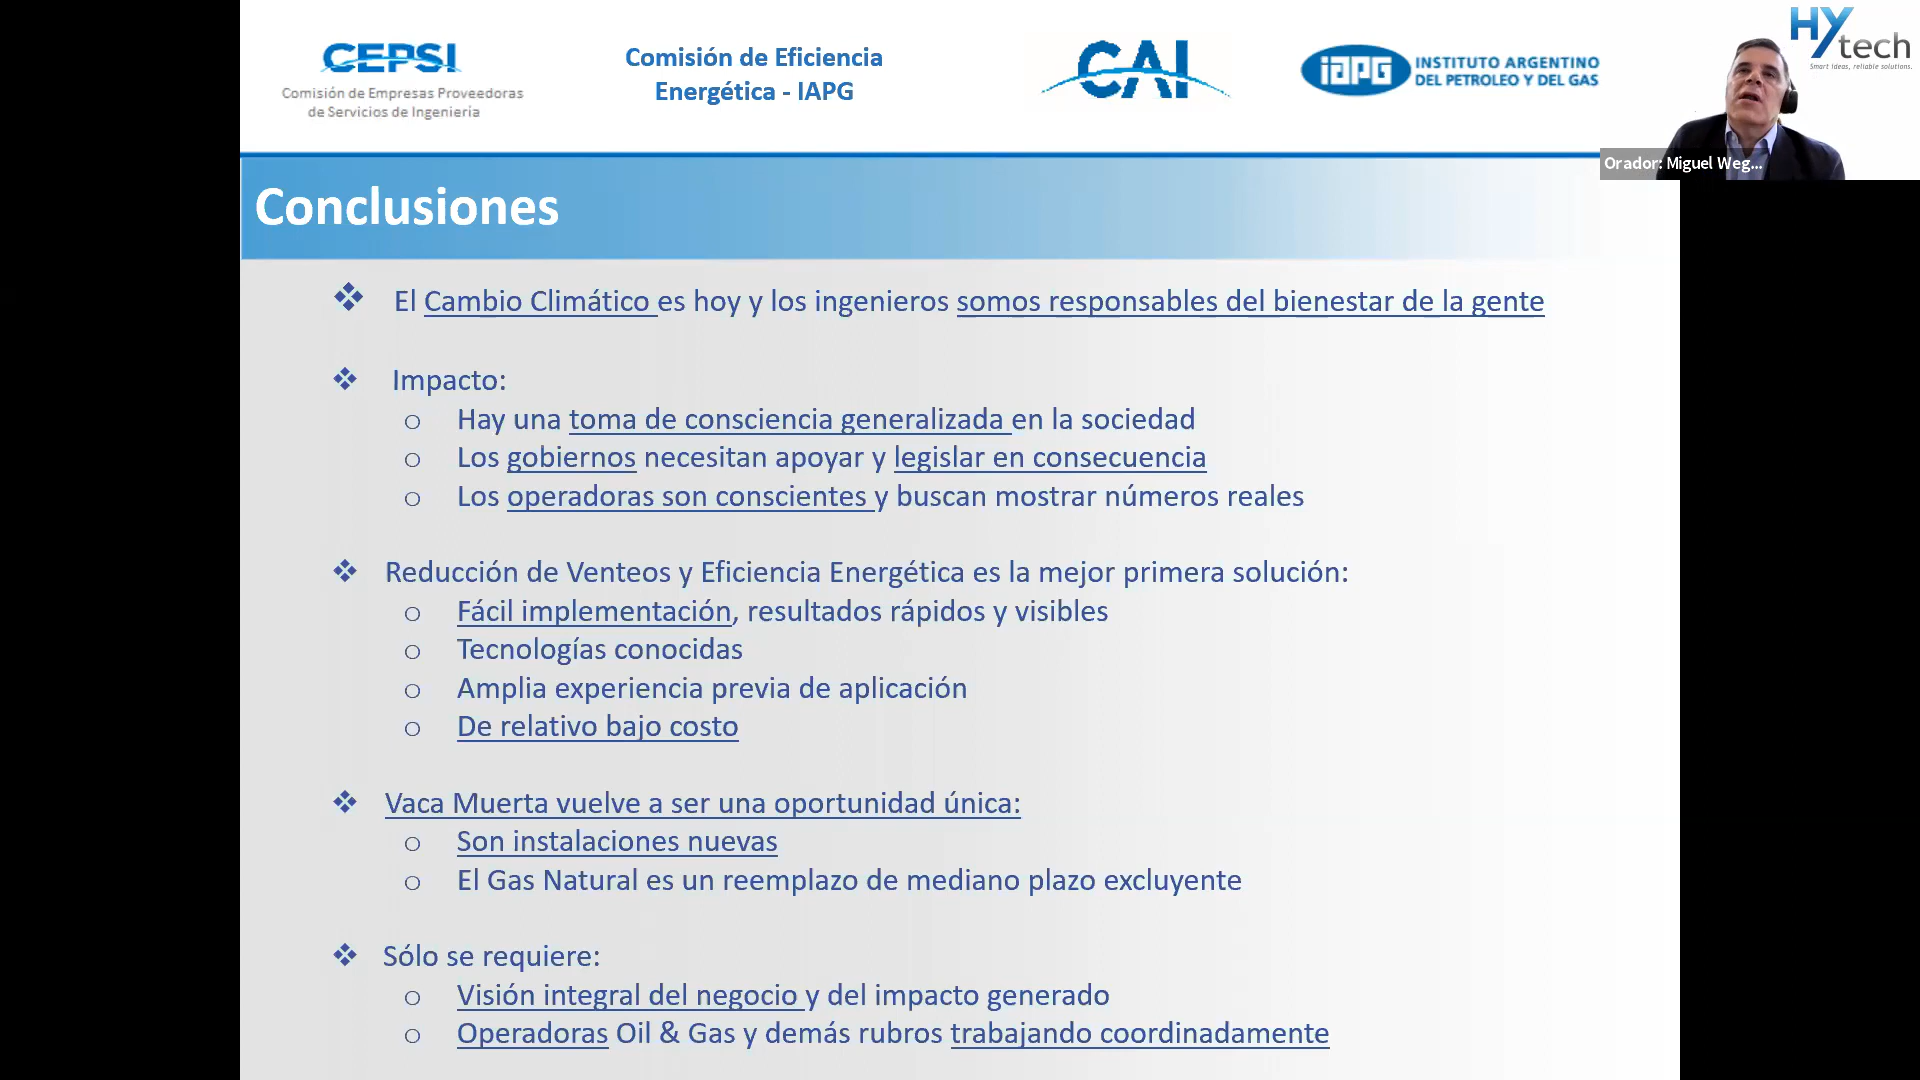 CEPSI
Comisión de Empresas Proveedoras
de Servicios de Ingeniería
Comisión de Eficiencia
Energética - IAPG
CAI
iAPG
INSTITUTO ARGENTINO
DEL PETROLEO Y DEL GAS
HYtech
Smart ideas, reliable solutions.
Orador: Miguel Weg...
Conclusiones
❖ El Cambio Climático es hoy y los ingenieros somos responsables del bienestar de la gente
❖ Impacto:
o Hay una toma de consciencia generalizada en la sociedad
o Los gobiernos necesitan apoyar y legislar en consecuencia
o Los operadoras son conscientes y buscan mostrar números reales
❖ Reducción de Venteos y Eficiencia Energética es la mejor primera solución:
o Fácil implementación, resultados rápidos y visibles
o Tecnologías conocidas
o Amplia experiencia previa de aplicación
o De relativo bajo costo
❖ Vaca Muerta vuelve a ser una oportunidad única:
o Son instalaciones nuevas
o El Gas Natural es un reemplazo de mediano plazo excluyente
❖ Sólo se requiere:
o Visión integral del negocio y del impacto generado
o Operadoras Oil & Gas y demás rubros trabajando coordinadamente